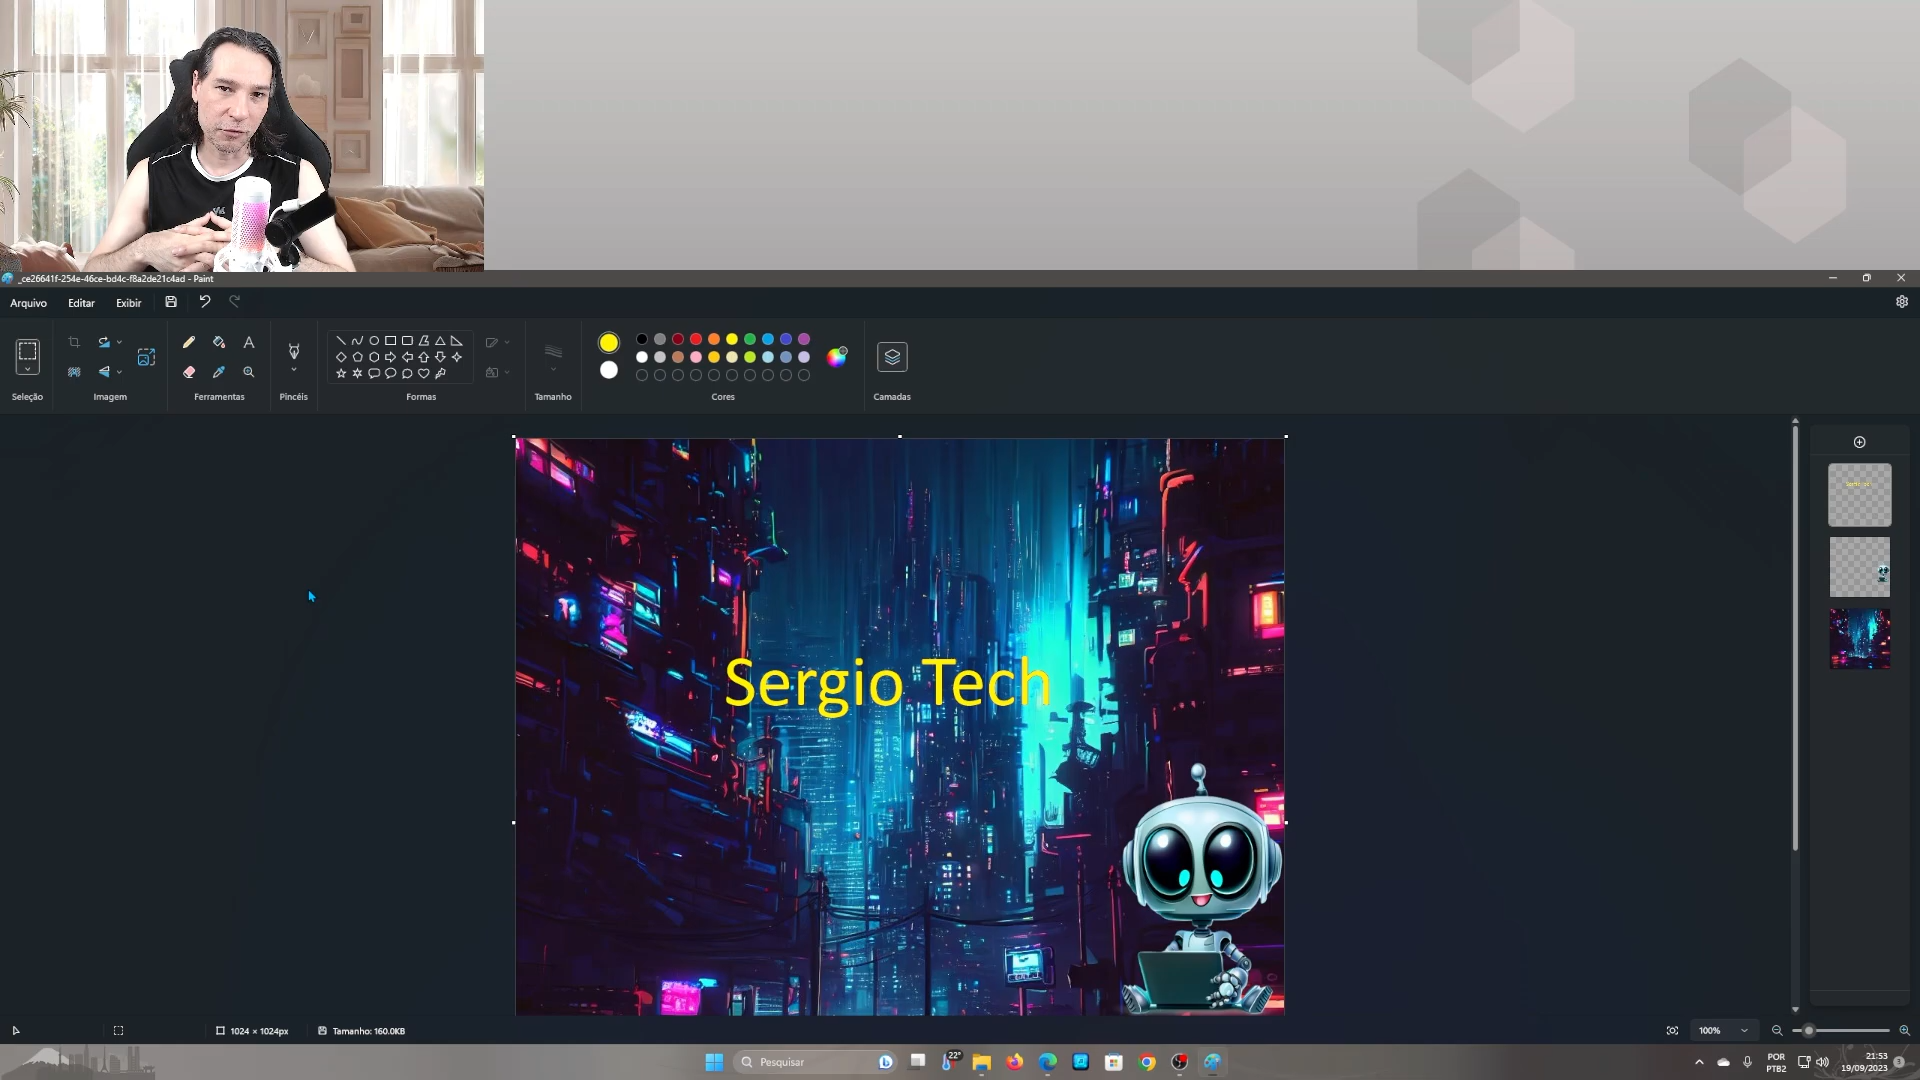 _ce26641f-254e-46ce-bd4c-f8a2de21c4ad - Paint
Arquivo Editar Exibir
Seleção Imagem Ferramentas Pincéis Formas Tamanho Cores Camadas
Sergio Tech
1024 × 1024px Tamanho: 160.0KB 100%
22°
Pesquisar
POR
PTB2
21:53
19/09/2023